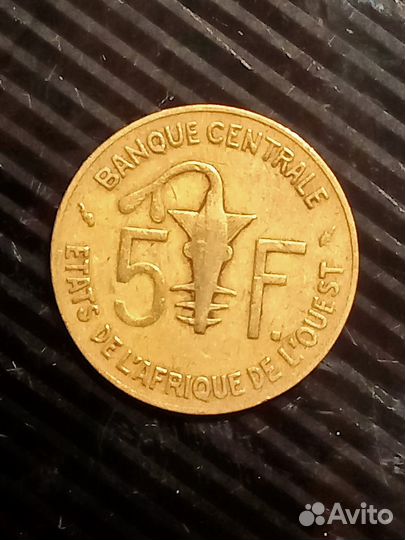 BANQUE CENTRALE
5 F.
ETATS DE L'AFRIQUE DE L'OUEST
Avito